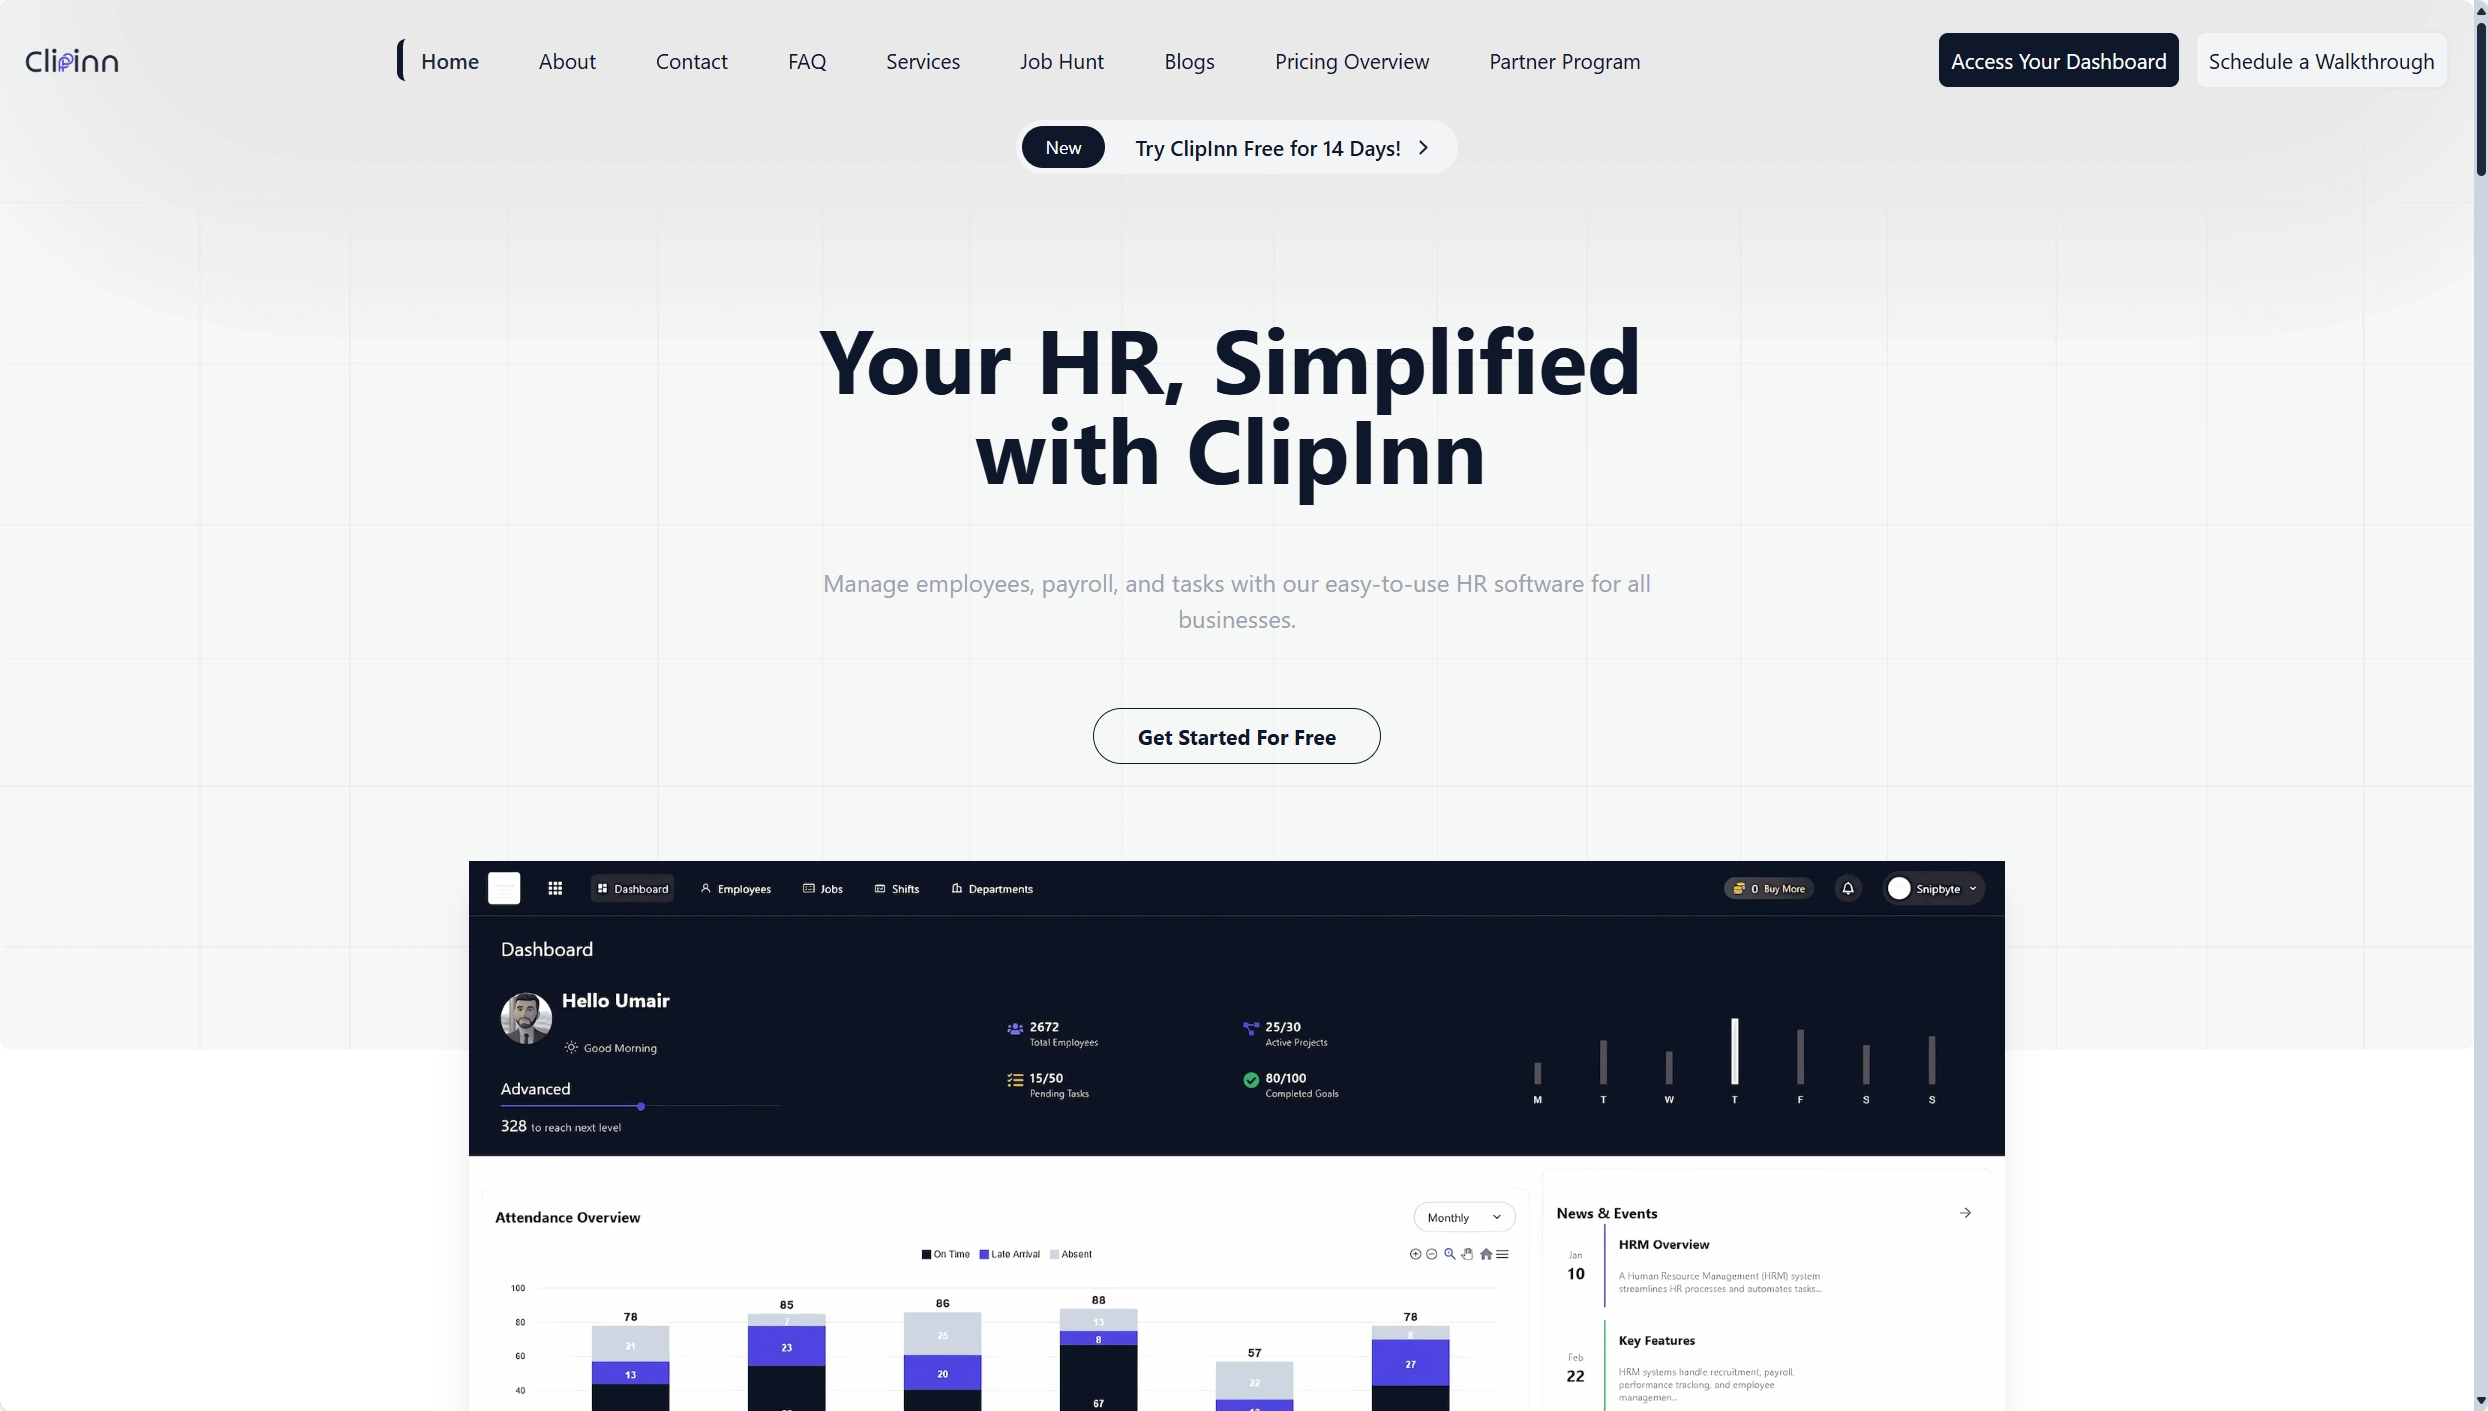 Clipinn
Home
About
Contact
FAQ
Services
Job Hunt
Blogs
Pricing Overview
Partner Program
Access Your Dashboard
Schedule a Walkthrough
New
Try ClipInn Free for 14 Days!
Your HR, Simplified
with ClipInn
Manage employees, payroll, and tasks with our easy-to-use HR software for all
businesses.
Get Started For Free
Dashboard
Employees
Jobs
Shifts
Departments
0 Buy More
Snipbyte
Dashboard
Hello Umair
Good Morning
Advanced
328 to reach next level
2672
Total Employees
25/30
Active Projects
15/50
Pending Tasks
80/100
Completed Goals
M T W T F S S
Attendance Overview
Monthly
On Time Late Arrival Absent
100
80
60
40
78
21
13
85
7
23
86
25
20
88
13
8
67
57
22
78
8
27
News & Events
Jan
10
HRM Overview
A Human Resource Management (HRM) system
streamlines HR processes and automates tasks...
Feb
22
Key Features
HRM systems handle recruitment, payroll,
performance tracking, and employee
managemen...